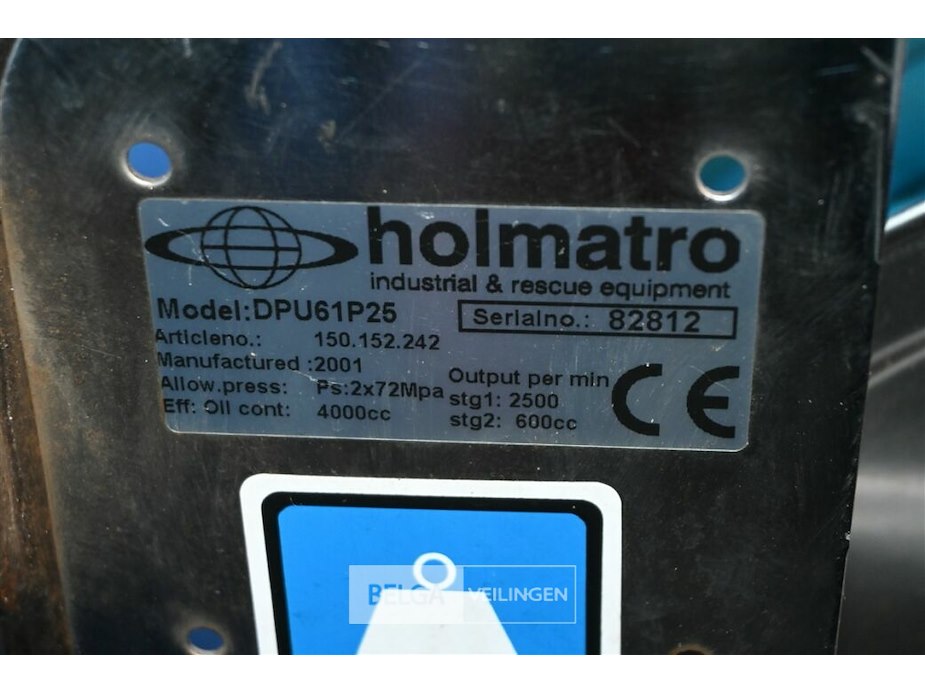 holmatro
industrial & rescue equipment
Model:DPU61P25
Serialno.: 82812
Articleno.: 150.152.242
Manufactured :2001
Allow.press: Ps:2x72Mpa
Eff: Oil cont: 4000cc
Output per min
stg1: 2500
stg2: 600cc
CE
BELGA VEILINGEN